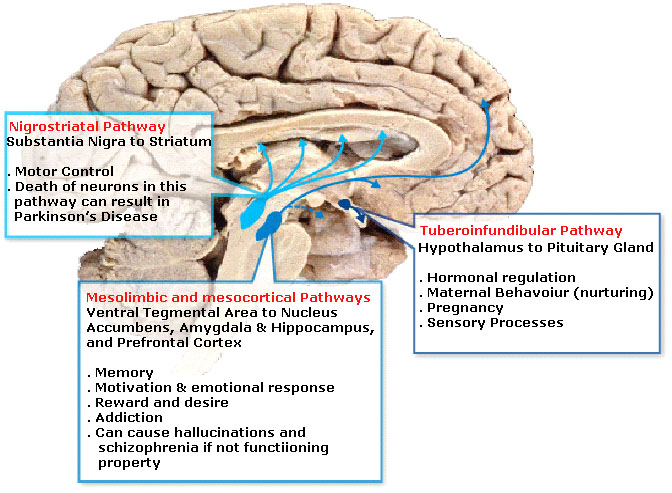 Nigrostriatal Pathway
Substantia Nigra to Striatum
. Motor Control
. Death of neurons in this
pathway can result in
Parkinson's Disease
Tuberoinfundibular Pathway
Hypothalamus to Pituitary Gland
. Hormonal regulation
. Maternal Behavour (nurturing)
. Pregnancy
. Sensory Processes
Mesolimbic and mesocortical Pathways
Ventral Tegmental Area to Nucleus
Accumbens, Amygdala & Hippocampus,
and Prefrontal Cortex
. Memory
. Motivation & emotional response
. Reward and desire
. Addiction
. Can cause hallucinations and
schizophrenia if not functiioning
property